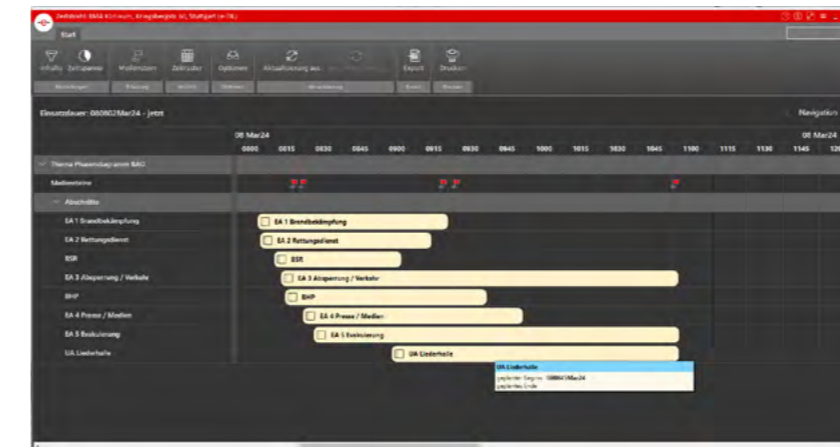 Zeitstrahl: BMA Klinikum, Kriegsbergstr. 60, Stuttgart (e-TIL)
Start
Inhalte Zeitspanne Meilenstein Zeitraster Optionen Aktualisierung aus Export Drucken
Einsatzdauer: 080802Mar24 - jetzt Navigation
08 Mar24 08 Mar24
0800 0815 0830 0845 0900 0915 0930 0945 1000 1015 1030 1045 1100 1115 1130 1145
Thema Phasendiagramm BAO
Meilensteine
Abschnitte
EA 1 Brandbekämpfung EA 1 Brandbekämpfung
EA 2 Rettungsdienst EA 2 Rettungsdienst
BSR BSR
EA 3 Absperrung / Verkehr EA 3 Absperrung / Verkehr
BHP BHP
EA 4 Presse / Medien EA 4 Presse / Medien
EA 5 Evakuierung EA 5 Evakuierung
UA Liederhalle UA Liederhalle
UA Liederhalle
geplanter Beginn
geplantes Ende